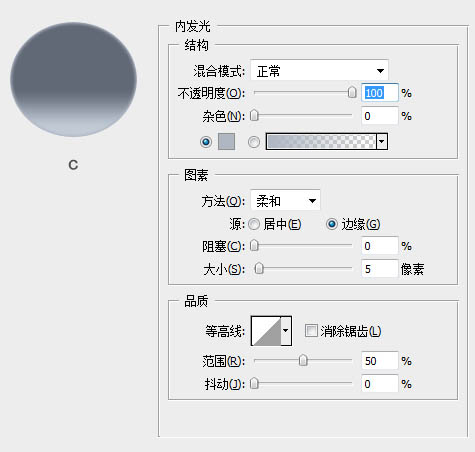 内发光
结构
混合模式: 正常
不透明度(O): 100 %
杂色(N): 0 %
图素
方法(Q): 柔和
源: 居中(E) 边缘(G)
阻塞(C): 0 %
大小(S): 5 像素
品质
等高线: 消除锯齿(L)
范围(R): 50 %
抖动(J): 0 %
C